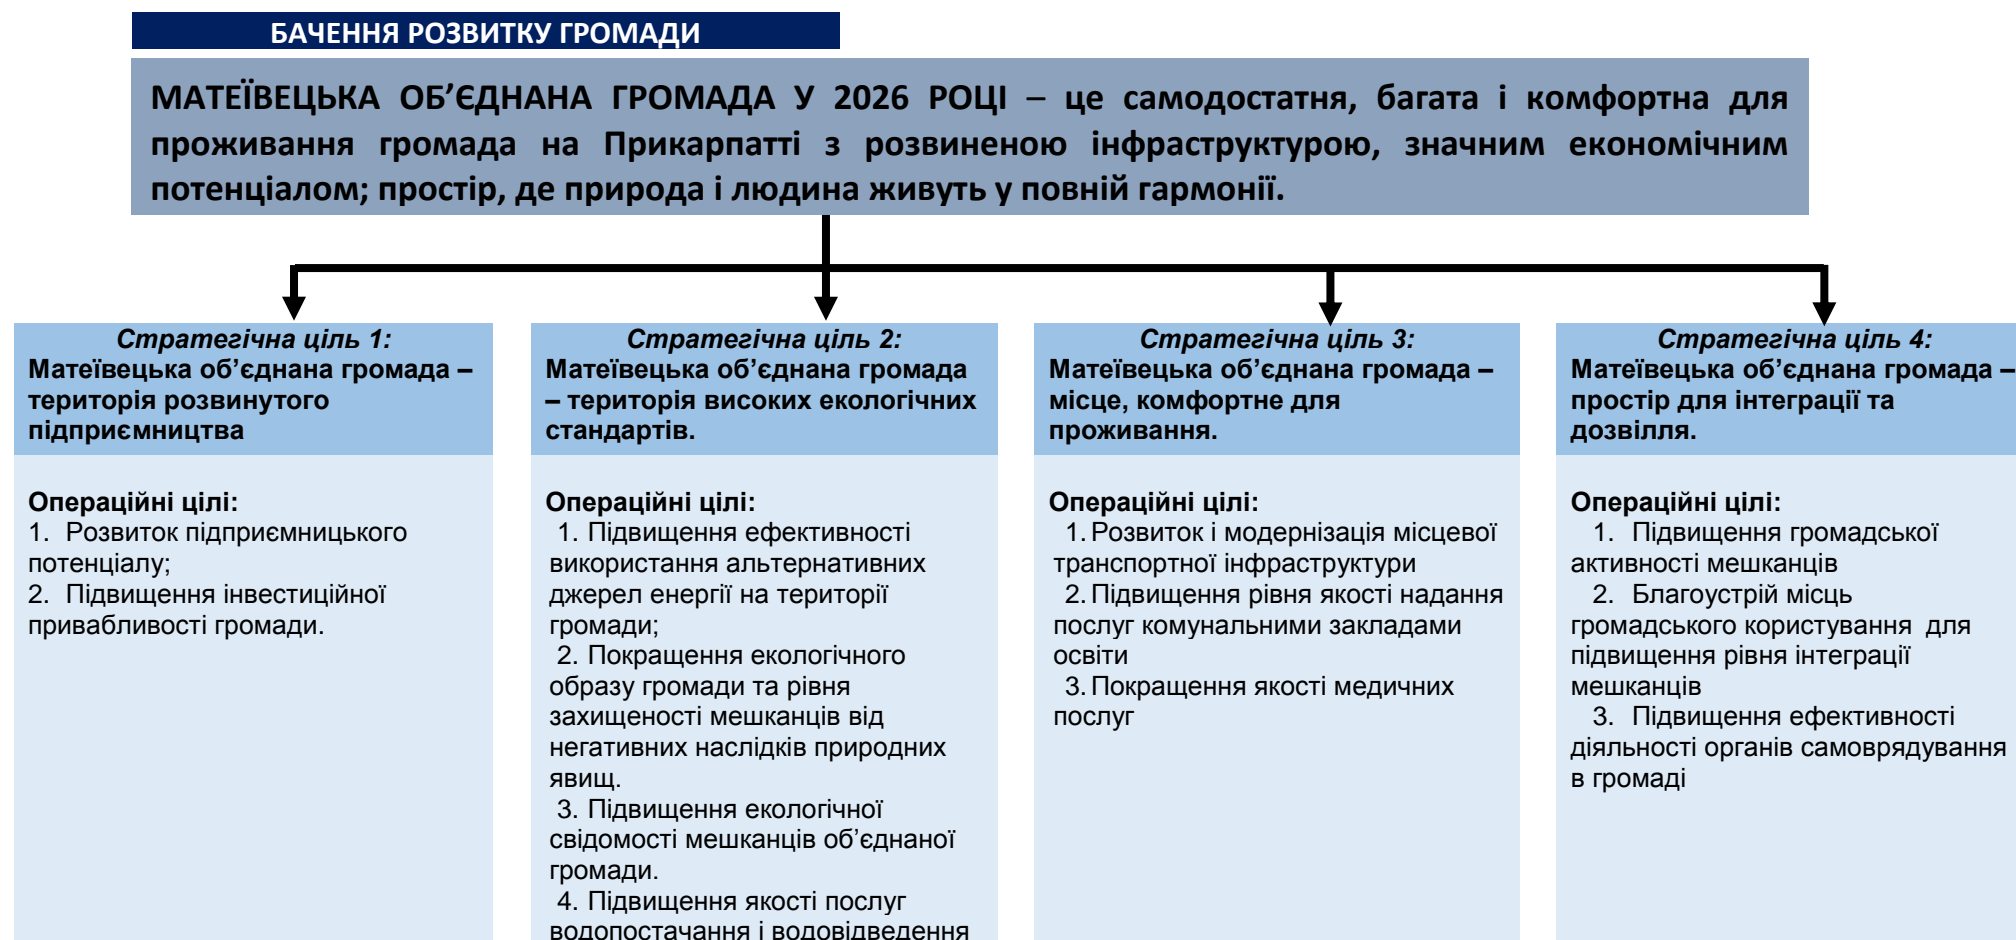 БАЧЕННЯ РОЗВИТКУ ГРОМАДИ
МАТЕЇВЕЦЬКА ОБ’ЄДНАНА ГРОМАДА У 2026 РОЦІ – це самодостатня, багата і комфортна для
проживання громада на Прикарпатті з розвиненою інфраструктурою, значним економічним
потенціалом; простір, де природа і людина живуть у повній гармонії.
Стратегічна ціль 1:
Матеївецька об’єднана громада –
територія розвинутого
підприємництва
Операційні цілі:
1. Розвиток підприємницького
потенціалу;
2. Підвищення інвестиційної
привабливості громади.
Стратегічна ціль 2:
Матеївецька об’єднана громада
– територія високих екологічних
стандартів.
Операційні цілі:
1. Підвищення ефективності
використання альтернативних
джерел енергії на території
громади;
2. Покращення екологічного
образу громади та рівня
захищеності мешканців від
негативних наслідків природних
явищ.
3. Підвищення екологічної
свідомості мешканців об’єднаної
громади.
4. Підвищення якості послуг
водопостачання і водовідведення
Стратегічна ціль 3:
Матеївецька об’єднана громада –
місце, комфортне для
проживання.
Операційні цілі:
1. Розвиток і модернізація місцевої
транспортної інфраструктури
2. Підвищення рівня якості надання
послуг комунальними закладами
освіти
3. Покращення якості медичних
послуг
Стратегічна ціль 4:
Матеївецька об’єднана громада –
простір для інтеграції та
дозвілля.
Операційні цілі:
1. Підвищення громадської
активності мешканців
2. Благоустрій місць
громадського користування для
підвищення рівня інтеграції
мешканців
3. Підвищення ефективності
діяльності органів самоврядування
в громаді